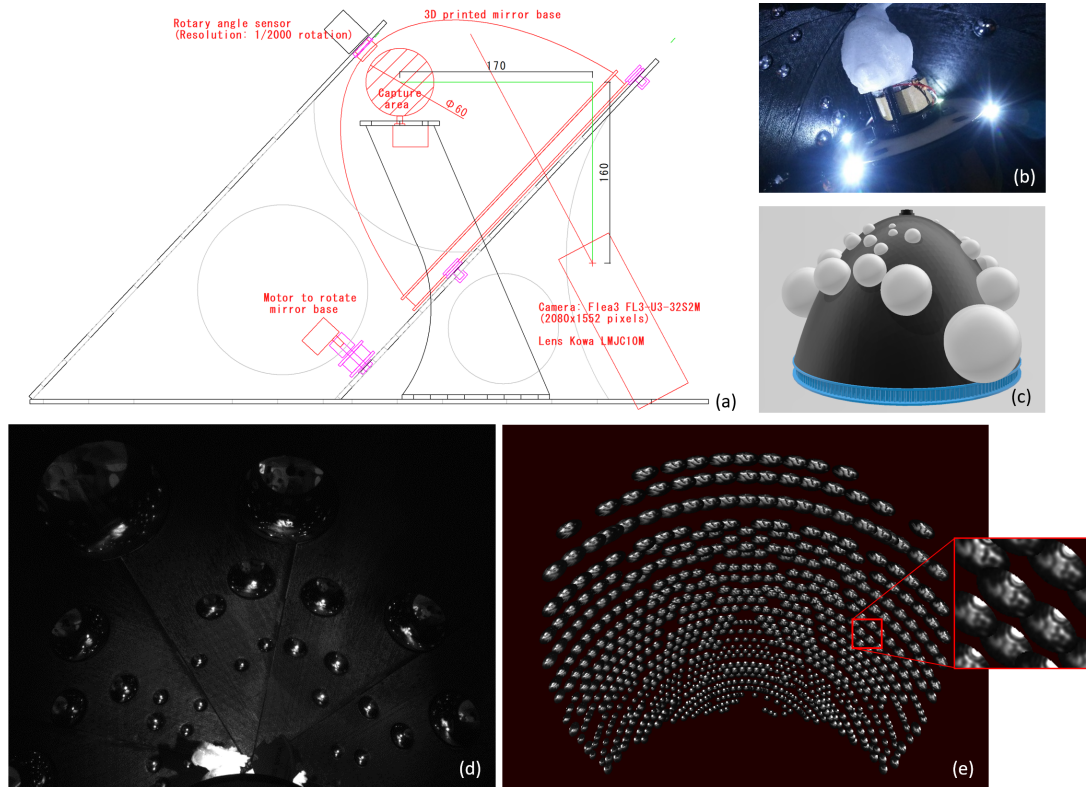 Rotary angle sensor
(Resolution: 1/2000 rotation)
3D printed mirror base
170
Capture
area
Φ60
160
Motor to rotate
mirror base
Camera: Flea3 FL3-U3-32S2M
(2080x1552 pixels)
Lens Kowa LMJC10M
(a)
(b)
(c)
(d)
(e)